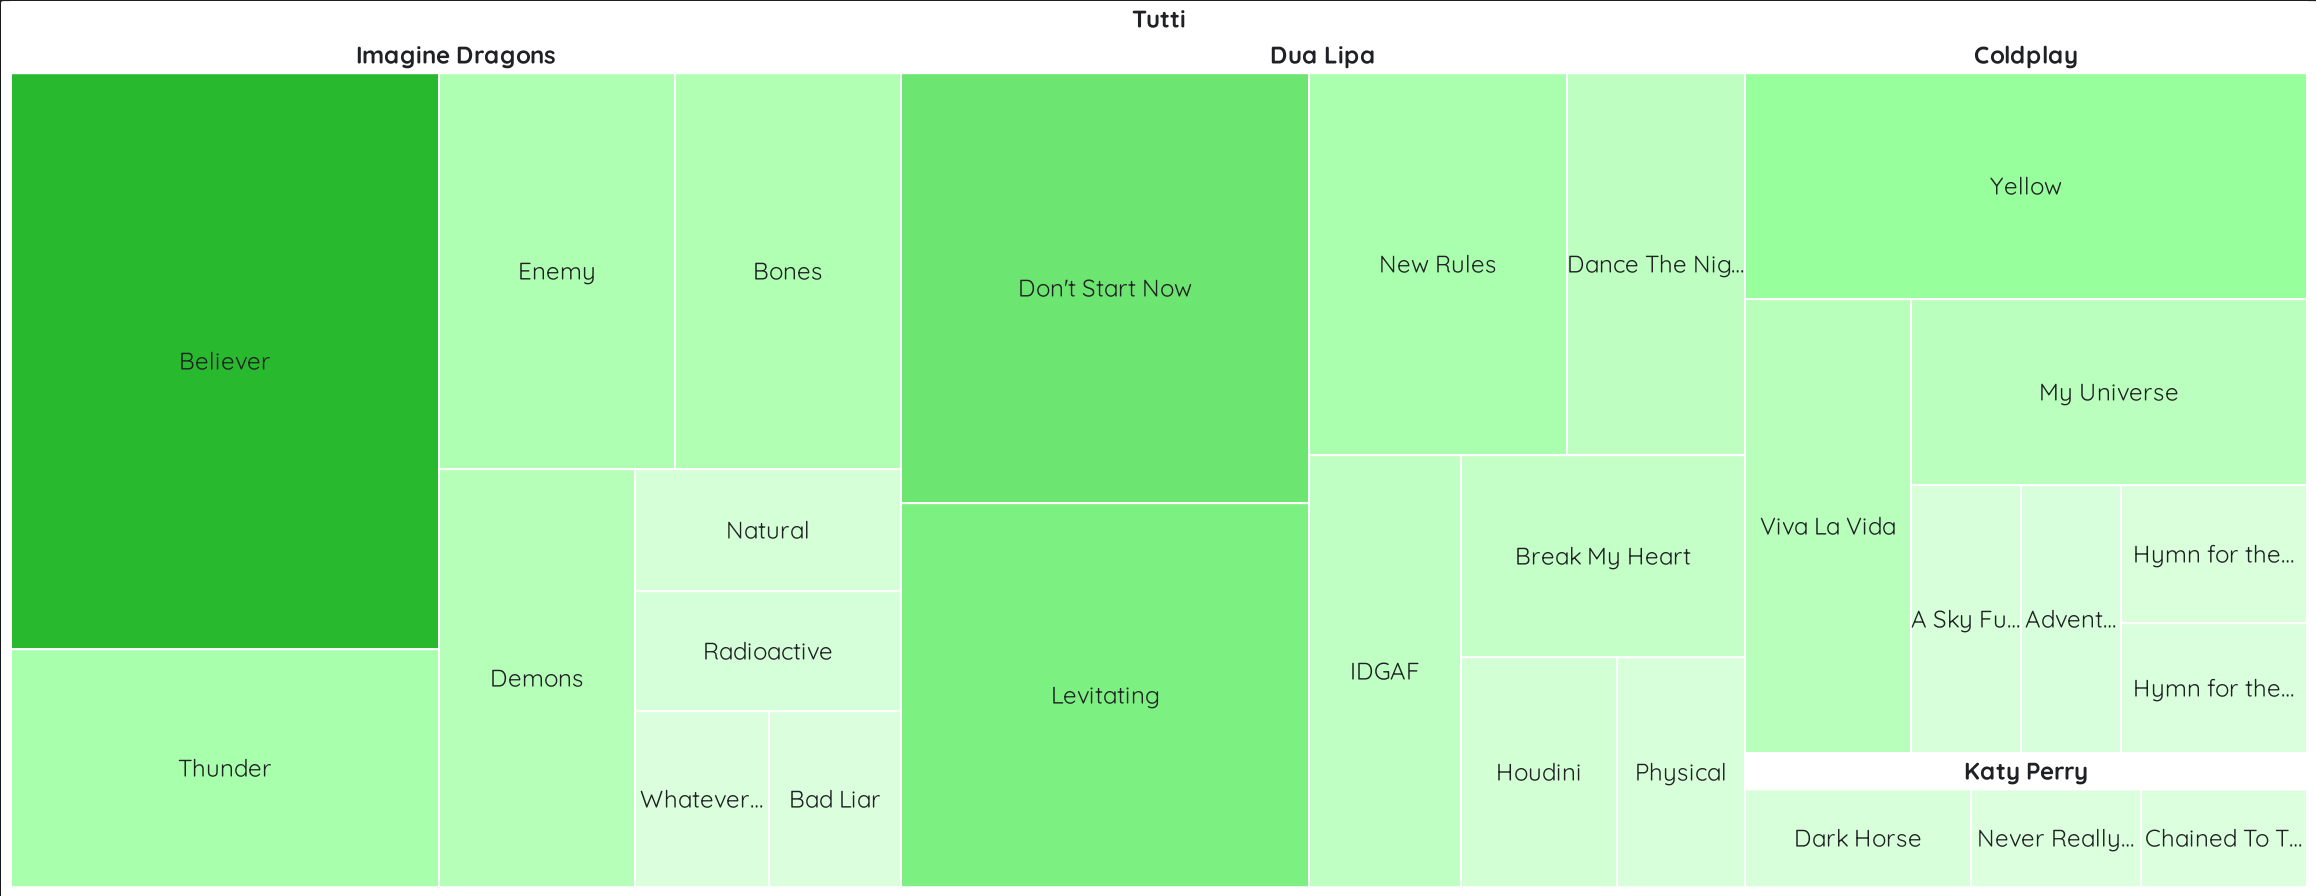 Tutti
Imagine Dragons
Believer
Thunder
Enemy
Bones
Demons
Natural
Radioactive
Whatever...
Bad Liar
Dua Lipa
Don't Start Now
Levitating
New Rules
Dance The Nig...
IDGAF
Break My Heart
Houdini
Physical
Coldplay
Yellow
Viva La Vida
My Universe
A Sky Fu...
Advent...
Hymn for the...
Hymn for the...
Katy Perry
Dark Horse
Never Really...
Chained To T...